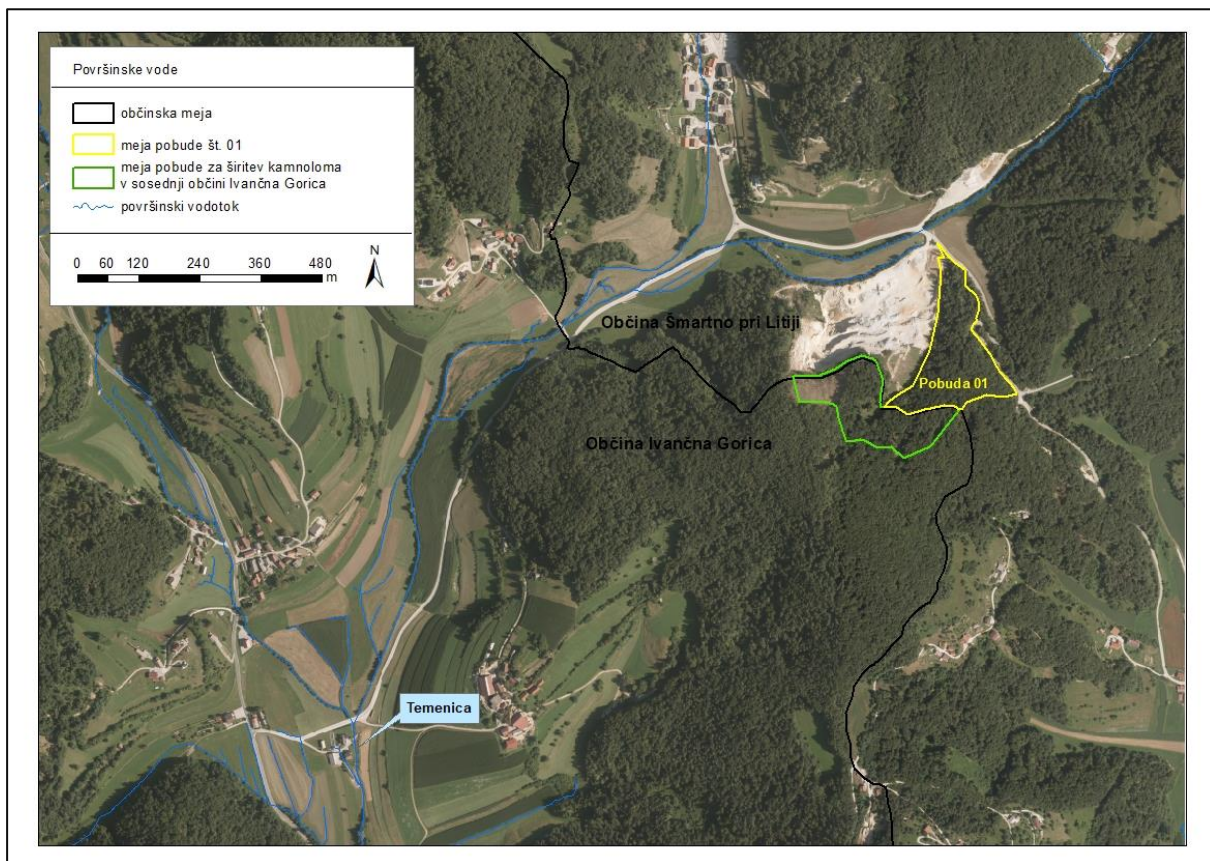 Površinske vode
občinska meja
meja pobude št. 01
meja pobude za širitev kamnoloma
v sosednji občini Ivančna Gorica
površinski vodotok
0 60 120 240 360 480
m
N
Občina Šmartno pri Litiji
Pobuda 01
Občina Ivančna Gorica
Temenica